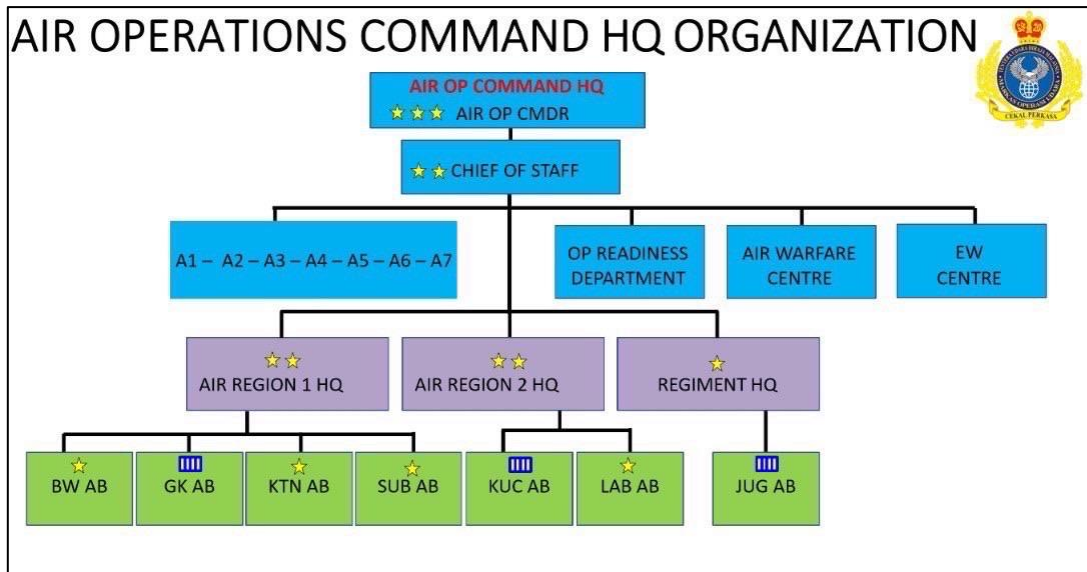 AIR OPERATIONS COMMAND HQ ORGANIZATION
AIR OP COMMAND HQ
AIR OP CMDR
CHIEF OF STAFF
A1 – A2 – A3 – A4 – A5 – A6 – A7
OP READINESS
DEPARTMENT
AIR WARFARE
CENTRE
EW
CENTRE
AIR REGION 1 HQ
AIR REGION 2 HQ
REGIMENT HQ
BW AB
GK AB
KTN AB
SUB AB
KUC AB
LAB AB
JUG AB
CEKAL PERKASA